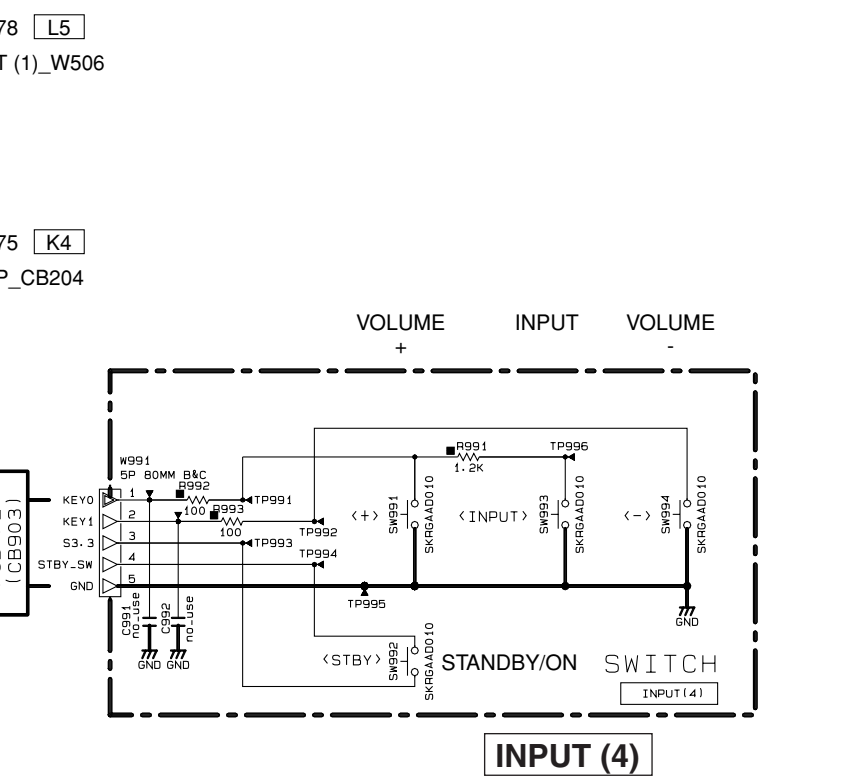 78 L5
T (1)_W506
75 K4
P_CB204
VOLUME INPUT VOLUME
+ -
W991
5P 80MM B&C
R992
100
R993
100
R991
1.2K
TP996
KEY0 1
KEY1 2
S3.3 3
STBY_SW 4
GND 5
(CB903)
TP991
TP992
TP993
TP994
TP995
<+> SW991 SKRGAAD010
<INPUT> SW993 SKRGAAD010
<-> SW994 SKRGAAD010
C991
no_use
C992
no_use
GND GND
GND
<STBY> SW992 SKRGAAD010
STANDBY/ON
SWITCH
INPUT(4)
INPUT (4)